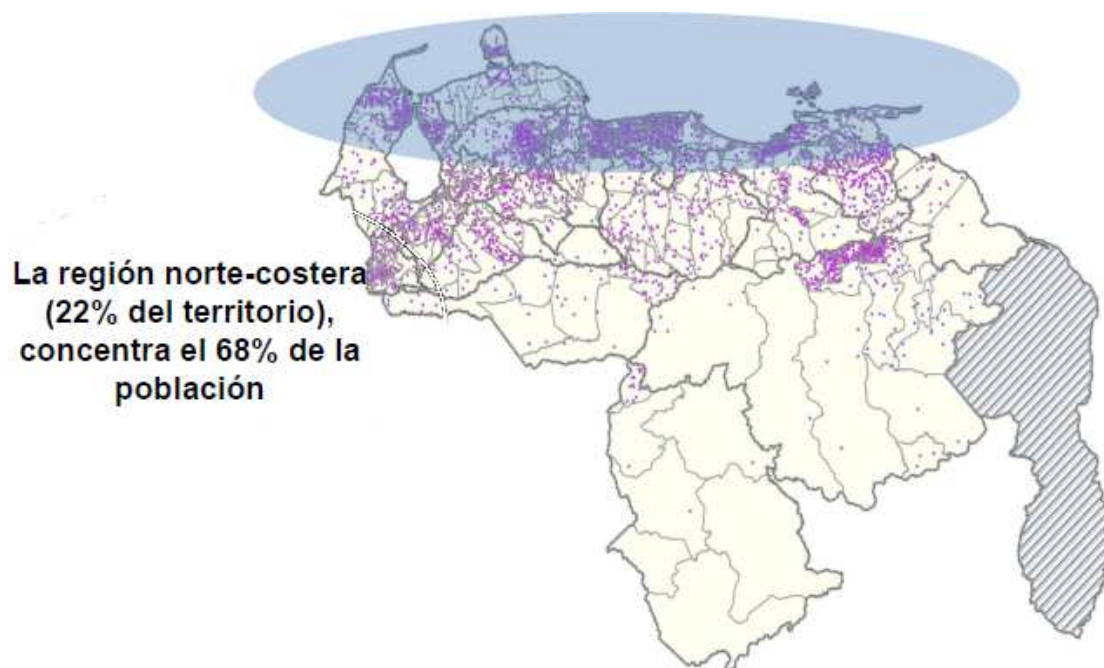 La región norte-costera
(22% del territorio),
concentra el 68% de la
población